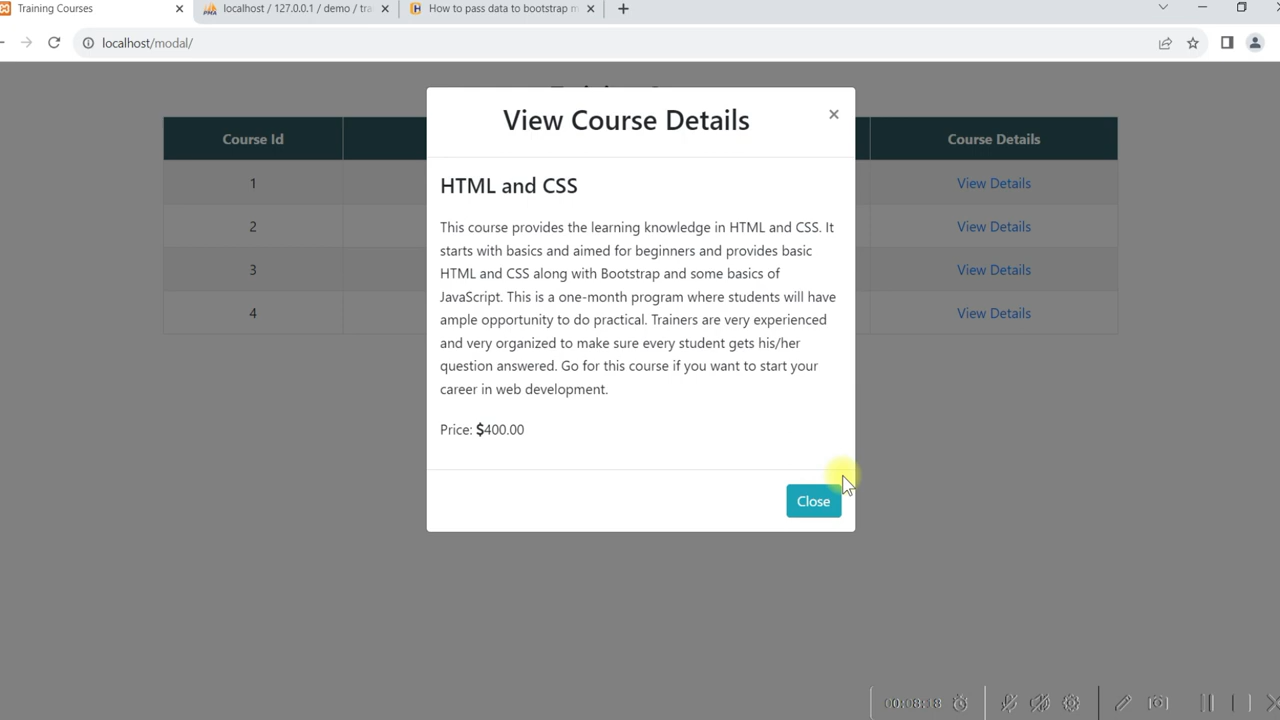 Training Courses
localhost / 127.0.0.1 / demo / tra
How to pass data to bootstrap m
localhost/modal/
View Course Details
×
Course Id
Course Details
HTML and CSS
1
View Details
This course provides the learning knowledge in HTML and CSS. It
2
View Details
starts with basics and aimed for beginners and provides basic
3
View Details
HTML and CSS along with Bootstrap and some basics of
JavaScript. This is a one-month program where students will have
4
View Details
ample opportunity to do practical. Trainers are very experienced
and very organized to make sure every student gets his/her
question answered. Go for this course if you want to start your
career in web development.
Price: $400.00
Close
00:08:18